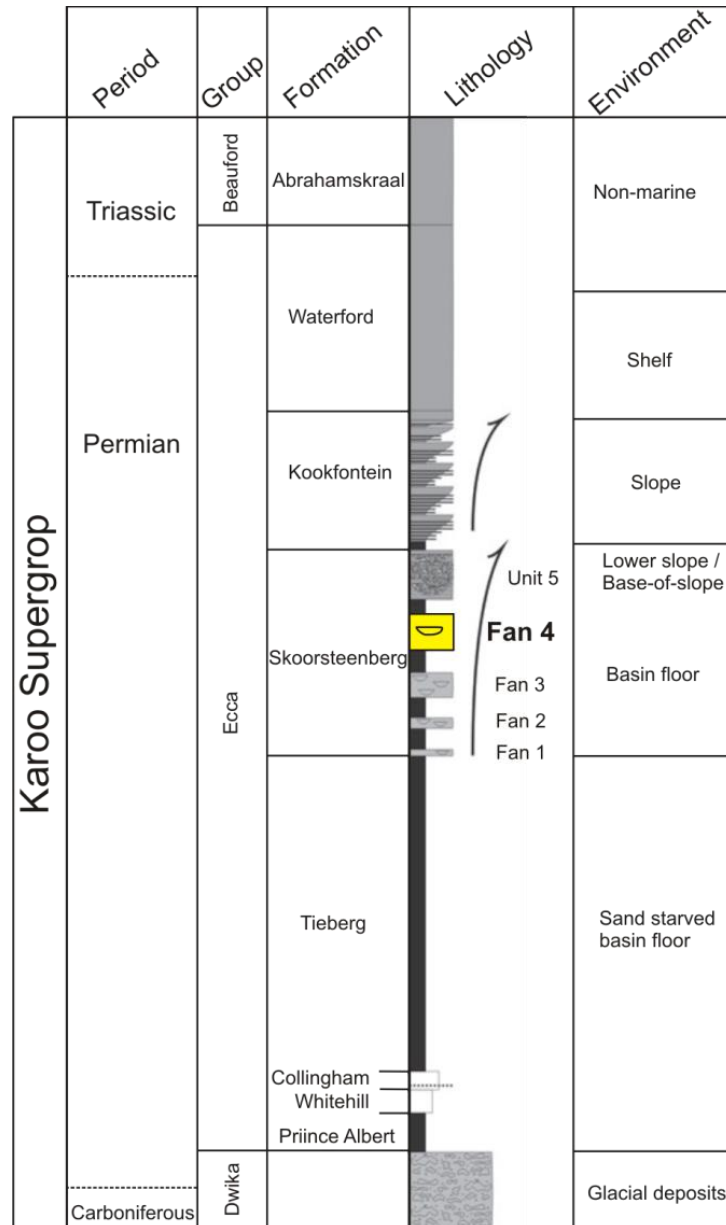 Period
Group
Formation
Lithology
Environment
Karoo Supergrop
Triassic
Permian
Carboniferous
Beauford
Ecca
Dwika
Abrahamskraal
Waterford
Kookfontein
Skoorsteenberg
Tieberg
Collingham
Whitehill
Priince Albert
Unit 5
Fan 4
Fan 3
Fan 2
Fan 1
Non-marine
Shelf
Slope
Lower slope /
Base-of-slope
Basin floor
Sand starved
basin floor
Glacial deposits